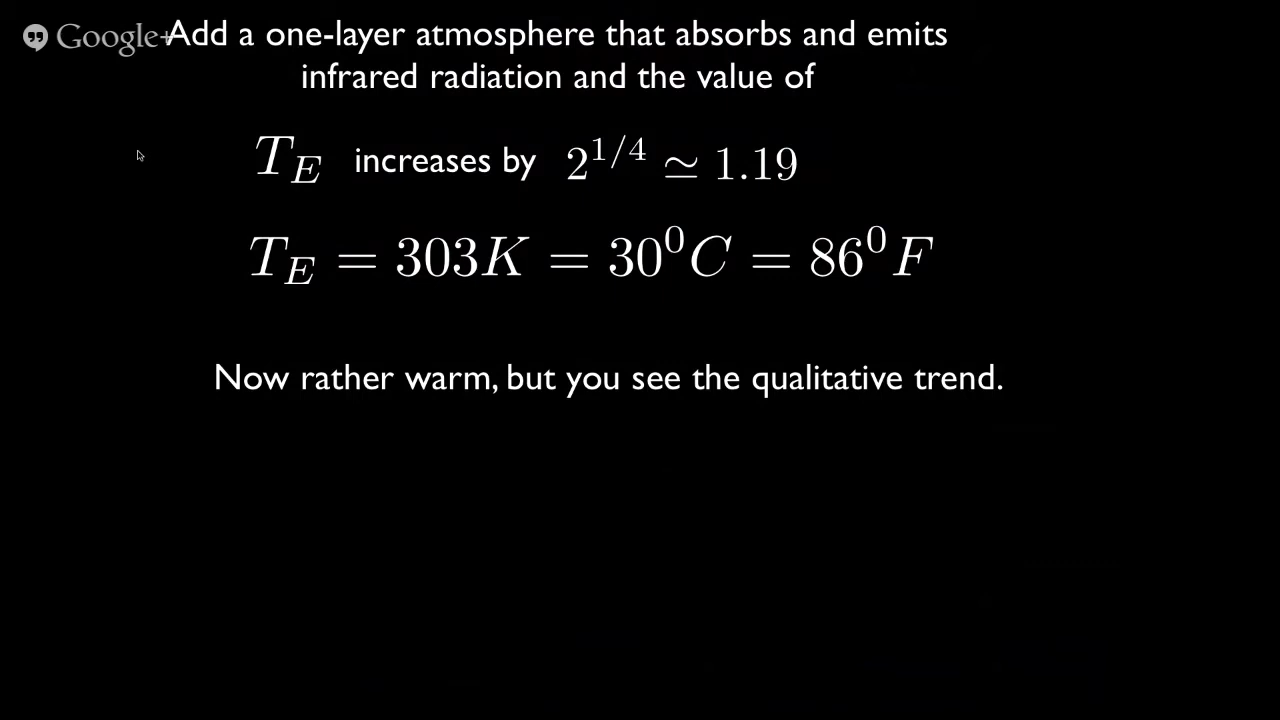 Google+
Add a one-layer atmosphere that absorbs and emits
infrared radiation and the value of
T_E increases by 2^{1/4} ≃ 1.19
T_E = 303K = 30^0C = 86^0F
Now rather warm, but you see the qualitative trend.